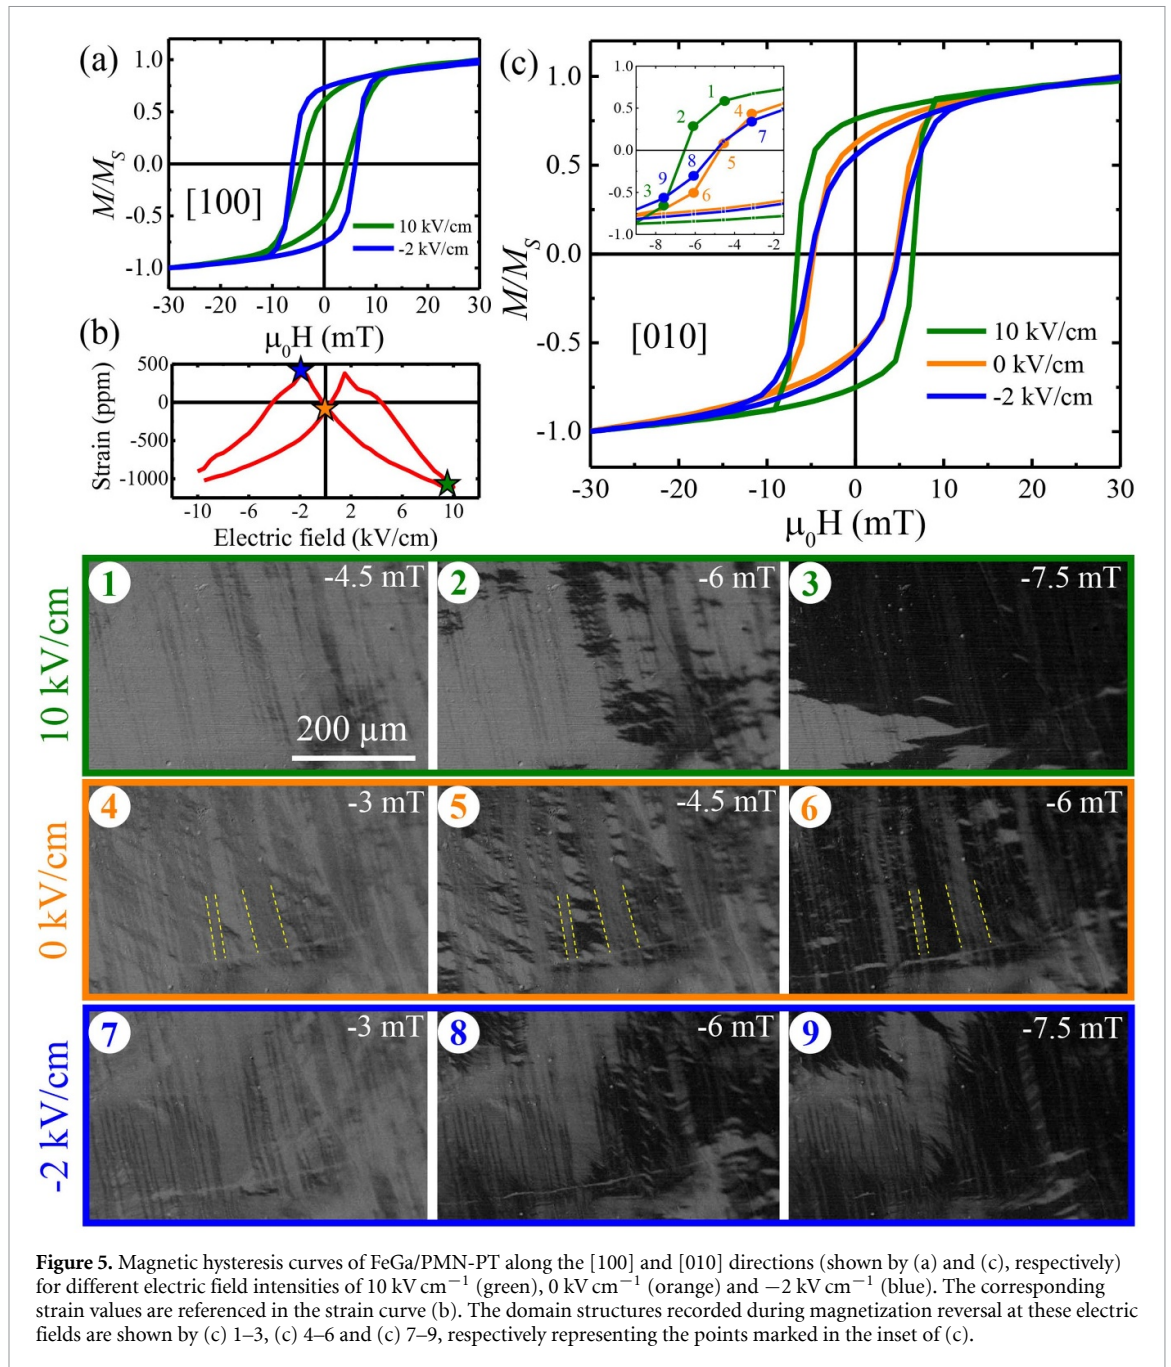 (a)
1.0
0.5
0.0
-0.5
-1.0
M/M_S
[100]
10 kV/cm
-2 kV/cm
-30 -20 -10 0 10 20 30
μ₀H (mT)
(b)
500
0
-500
-1000
Strain (ppm)
-10 -6 -2 2 6 10
Electric field (kV/cm)
(c)
1.0
0.5
0.0
-0.5
-1.0
M/M_S
1.0
0.5
0.0
-0.5
-1.0
1
2
3
4
5
6
7
8
9
-8 -6 -4 -2
[010]
10 kV/cm
0 kV/cm
-2 kV/cm
-30 -20 -10 0 10 20 30
μ₀H (mT)
10 kV/cm
1 -4.5 mT
200 μm
2 -6 mT
3 -7.5 mT
0 kV/cm
4 -3 mT
5 -4.5 mT
6 -6 mT
-2 kV/cm
7 -3 mT
8 -6 mT
9 -7.5 mT
Figure 5. Magnetic hysteresis curves of FeGa/PMN-PT along the [100] and [010] directions (shown by (a) and (c), respectively)
for different electric field intensities of 10 kV cm⁻¹ (green), 0 kV cm⁻¹ (orange) and −2 kV cm⁻¹ (blue). The corresponding
strain values are referenced in the strain curve (b). The domain structures recorded during magnetization reversal at these electric
fields are shown by (c) 1–3, (c) 4–6 and (c) 7–9, respectively representing the points marked in the inset of (c).